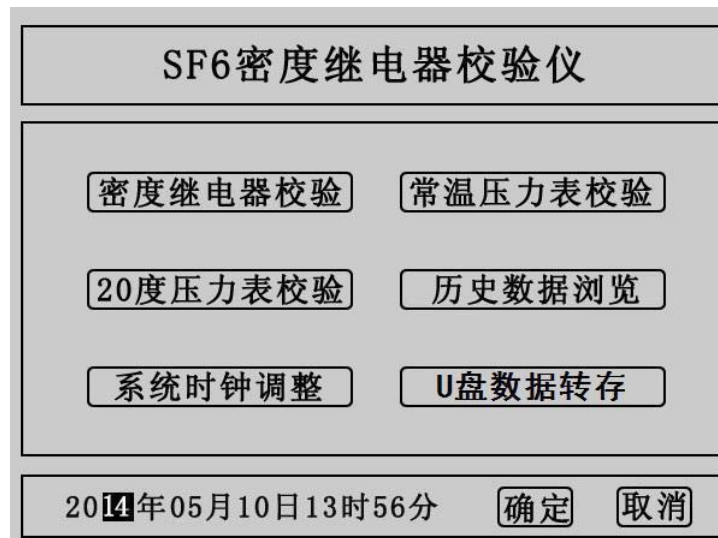 SF6密度继电器校验仪
密度继电器校验 常温压力表校验
20度压力表校验 历史数据浏览
系统时钟调整 U盘数据转存
2014年05月10日13时56分 确定 取消